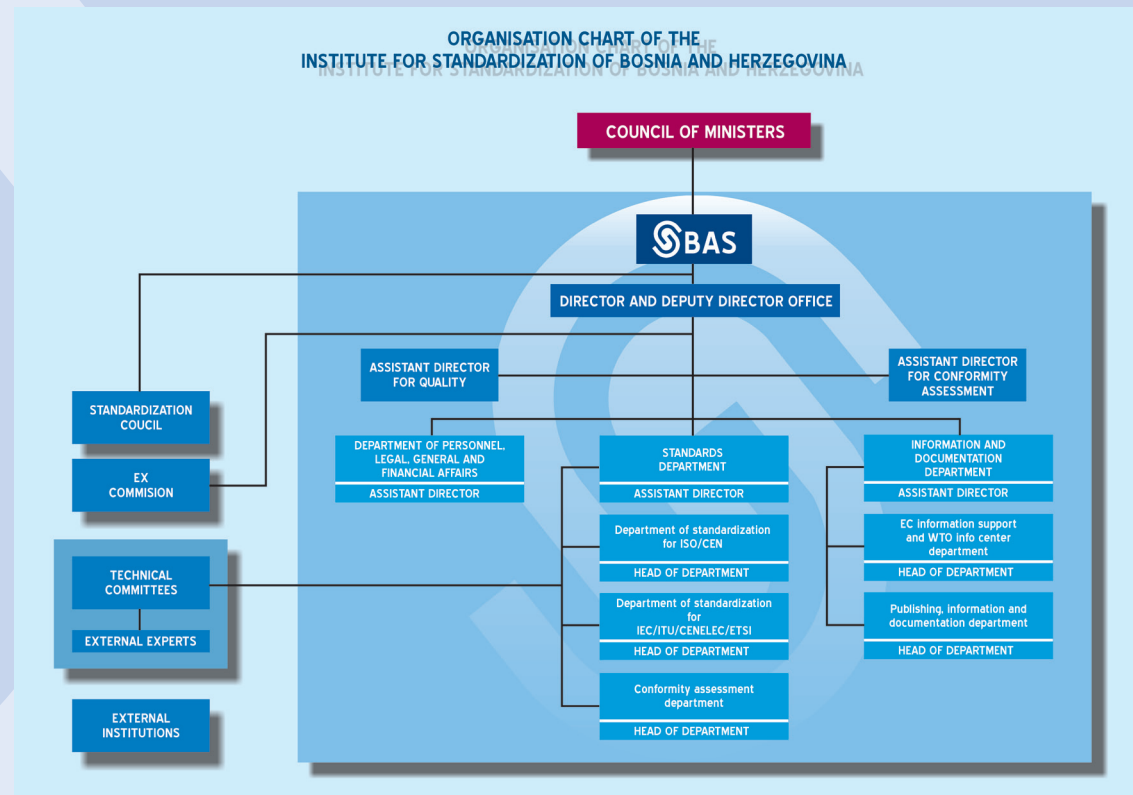 ORGANISATION CHART OF THE
INSTITUTE FOR STANDARDIZATION OF BOSNIA AND HERZEGOVINA
COUNCIL OF MINISTERS
BAS
DIRECTOR AND DEPUTY DIRECTOR OFFICE
ASSISTANT DIRECTOR
FOR QUALITY
ASSISTANT DIRECTOR
FOR CONFORMITY
ASSESSMENT
STANDARDIZATION
COUCIL
EX
COMMISION
TECHNICAL
COMMITTEES
EXTERNAL EXPERTS
EXTERNAL
INSTITUTIONS
DEPARTMENT OF PERSONNEL,
LEGAL, GENERAL AND
FINANCIAL AFFAIRS
ASSISTANT DIRECTOR
STANDARDS
DEPARTMENT
ASSISTANT DIRECTOR
Department of standardization
for ISO/CEN
HEAD OF DEPARTMENT
Department of standardization
for
IEC/ITU/CENELEC/ETSI
HEAD OF DEPARTMENT
Conformity assessment
department
HEAD OF DEPARTMENT
INFORMATION AND
DOCUMENTATION
DEPARTMENT
ASSISTANT DIRECTOR
EC information support
and WTO info center
department
HEAD OF DEPARTMENT
Publishing, information and
documentation department
HEAD OF DEPARTMENT